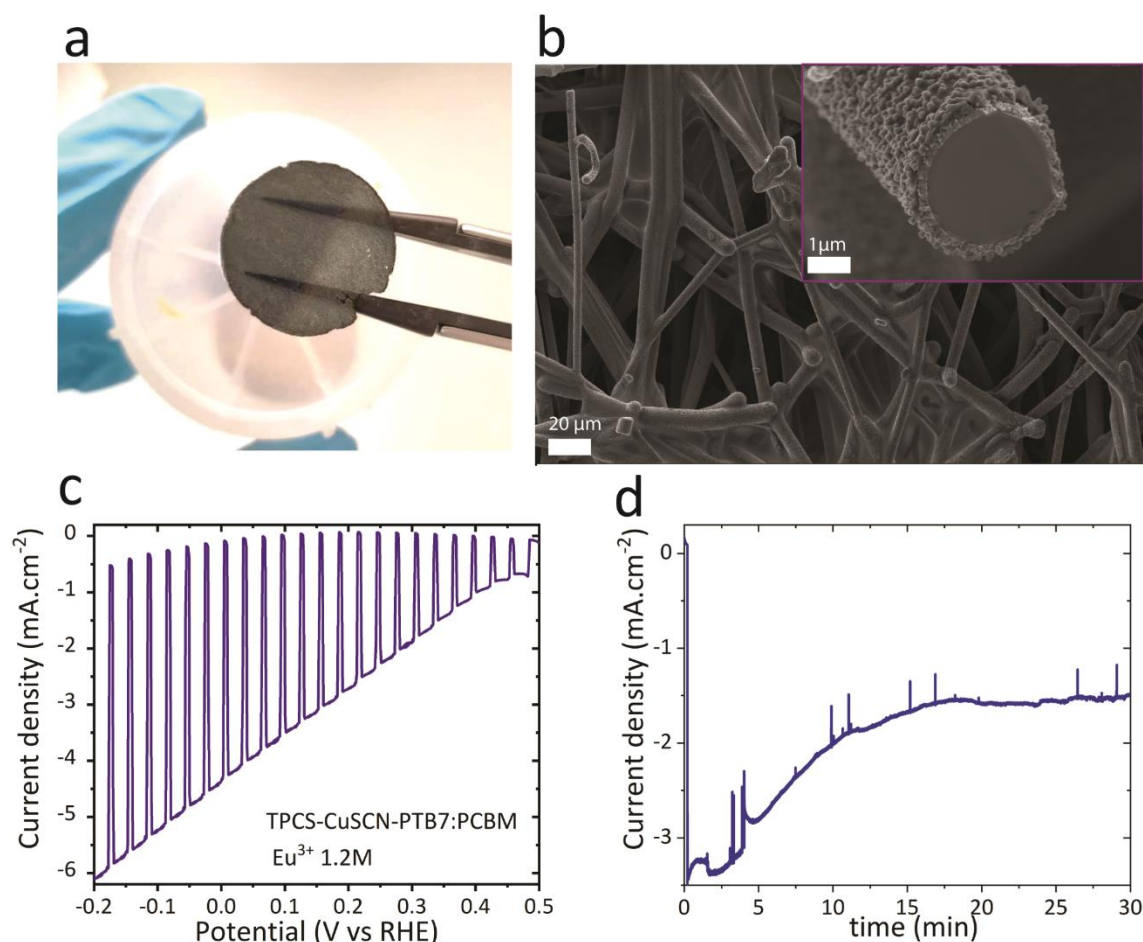 a
b
1µm
20 µm
c
Current density (mA.cm⁻²)
0
-1
-2
-3
-4
-5
-6
TPCS-CuSCN-PTB7:PCBM
Eu³⁺ 1.2M
-0.2 -0.1 0.0 0.1 0.2 0.3 0.4 0.5
Potential (V vs RHE)
d
Current density (mA.cm⁻²)
0
-1
-2
-3
0 5 10 15 20 25 30
time (min)